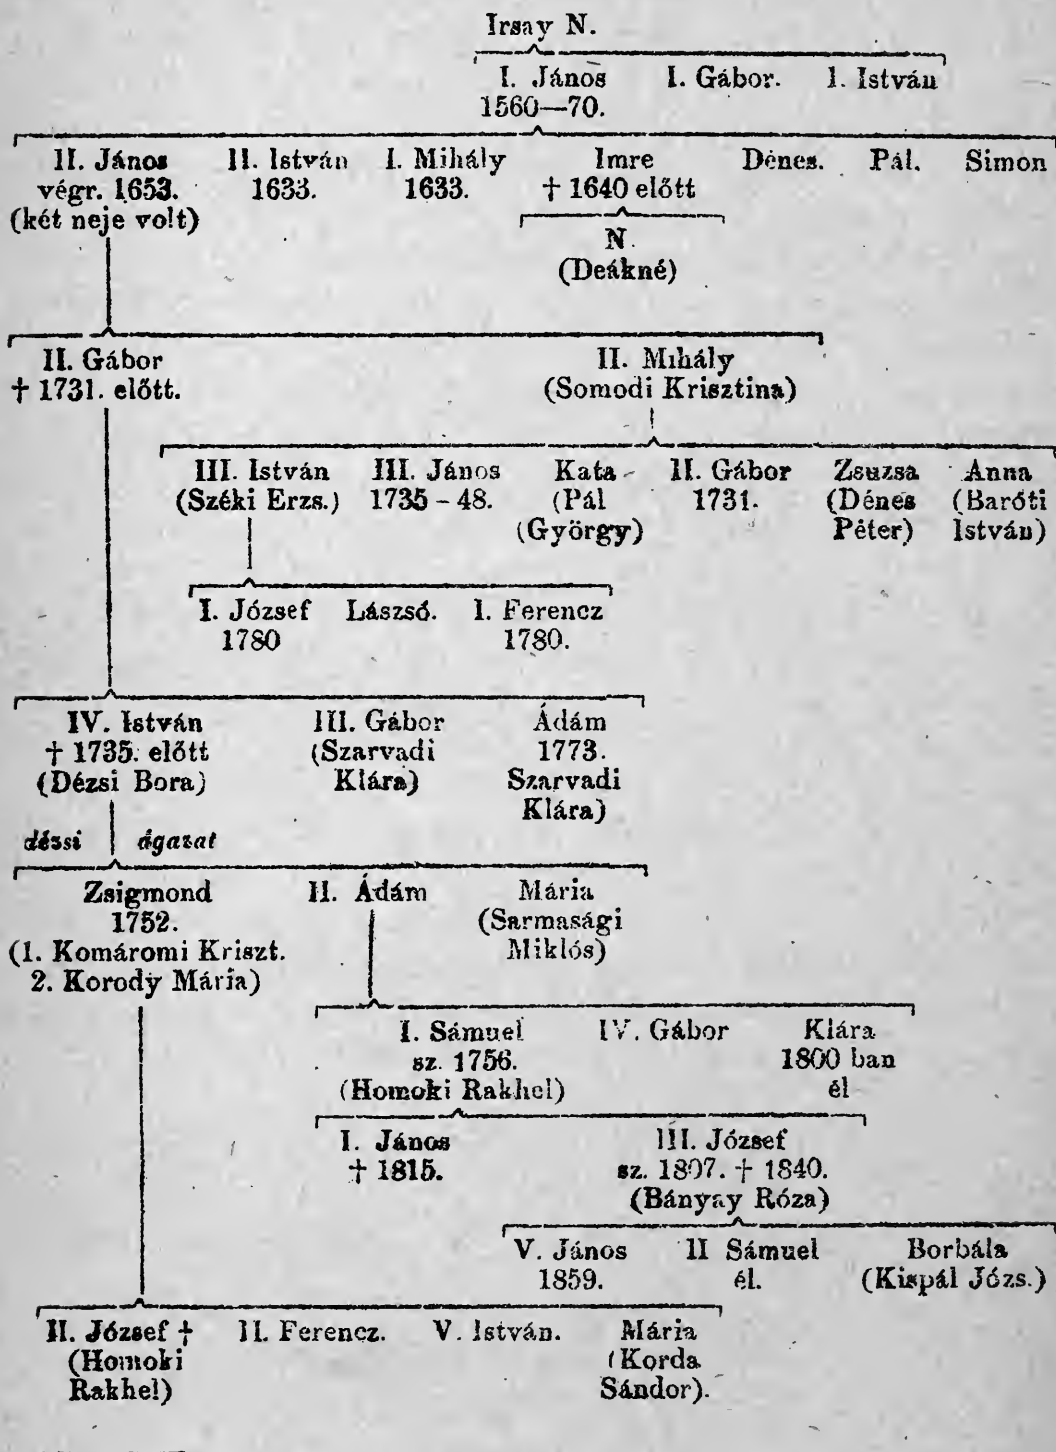 Irsay N.
I. János I. Gábor. I. István
1560—70.
II. János II. István I. Mihály Imre Dénes. Pál. Simon
végr. 1653. 1633. 1633. † 1640 előtt
(két neje volt)
N.
(Deákné)
II. Gábor II. Mihály
† 1731. előtt. (Somodi Krisztina)
III. István III. János Kata II. Gábor Zsuzsa Anna
(Széki Erzs.) 1735-48. (Pál 1731. (Dénes (Baróti
(György) Péter) István)
I. József Lászsó. I. Ferencz
1780 1780.
IV. István III. Gábor Ádám
† 1735. előtt (Szarvadi 1773.
(Dézsi Bora) Klára) Szarvadi
Klára)
dézsi ágazat
Zsigmond II. Ádám Mária
1752. (Sarmasági
(1. Komáromi Kriszt. Miklós)
2. Korody Mária)
I. Sámuel IV. Gábor Klára
sz. 1756. 1800 ban
(Homoki Rakhel) él
I. János III. József
† 1815. sz. 1807. † 1840.
(Bányay Róza)
V. János II Sámuel Borbála
1859. él. (Kispál Józs.)
II. József † II. Ferencz. V. István. Mária
(Homoki (Korda
Rakhel) Sándor).